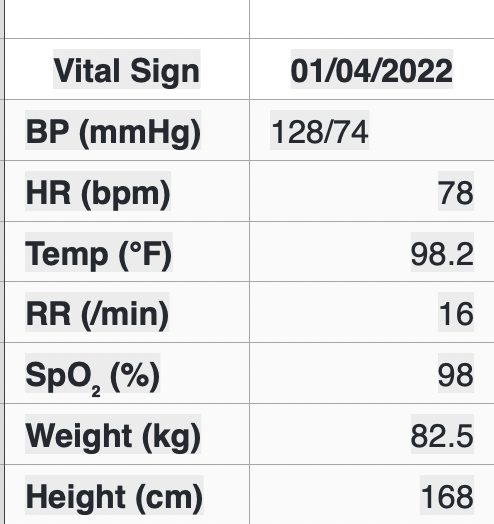 Vital Sign 01/04/2022
BP (mmHg) 128/74
HR (bpm) 78
Temp (°F) 98.2
RR (/min) 16
SpO₂ (%) 98
Weight (kg) 82.5
Height (cm) 168